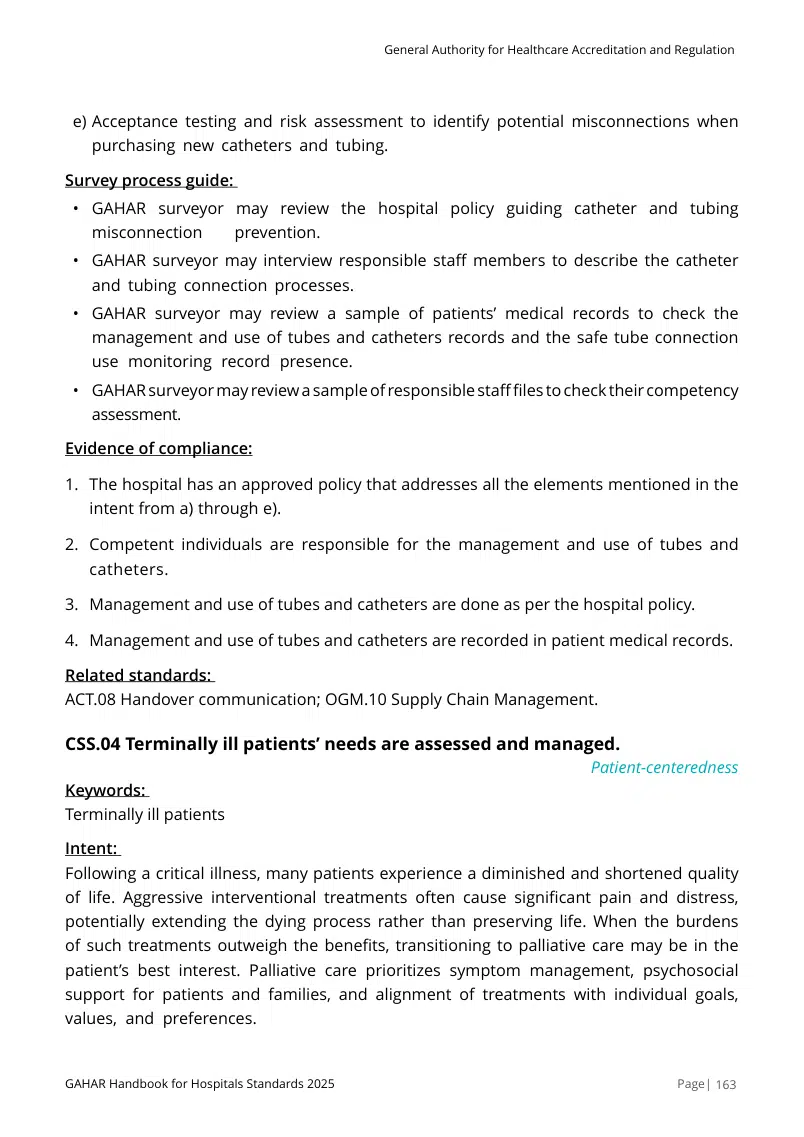 General Authority for Healthcare Accreditation and Regulation
e) Acceptance testing and risk assessment to identify potential misconnections when
purchasing new catheters and tubing.
Survey process guide:
• GAHAR surveyor may review the hospital policy guiding catheter and tubing
misconnection prevention.
• GAHAR surveyor may interview responsible staff members to describe the catheter
and tubing connection processes.
• GAHAR surveyor may review a sample of patients’ medical records to check the
management and use of tubes and catheters records and the safe tube connection
use monitoring record presence.
• GAHAR surveyor may review a sample of responsible staff files to check their competency
assessment.
Evidence of compliance:
1. The hospital has an approved policy that addresses all the elements mentioned in the
intent from a) through e).
2. Competent individuals are responsible for the management and use of tubes and
catheters.
3. Management and use of tubes and catheters are done as per the hospital policy.
4. Management and use of tubes and catheters are recorded in patient medical records.
Related standards:
ACT.08 Handover communication; OGM.10 Supply Chain Management.
CSS.04 Terminally ill patients’ needs are assessed and managed.
Patient-centeredness
Keywords:
Terminally ill patients
Intent:
Following a critical illness, many patients experience a diminished and shortened quality
of life. Aggressive interventional treatments often cause significant pain and distress,
potentially extending the dying process rather than preserving life. When the burdens
of such treatments outweigh the benefits, transitioning to palliative care may be in the
patient’s best interest. Palliative care prioritizes symptom management, psychosocial
support for patients and families, and alignment of treatments with individual goals,
values, and preferences.
GAHAR Handbook for Hospitals Standards 2025
Page| 163